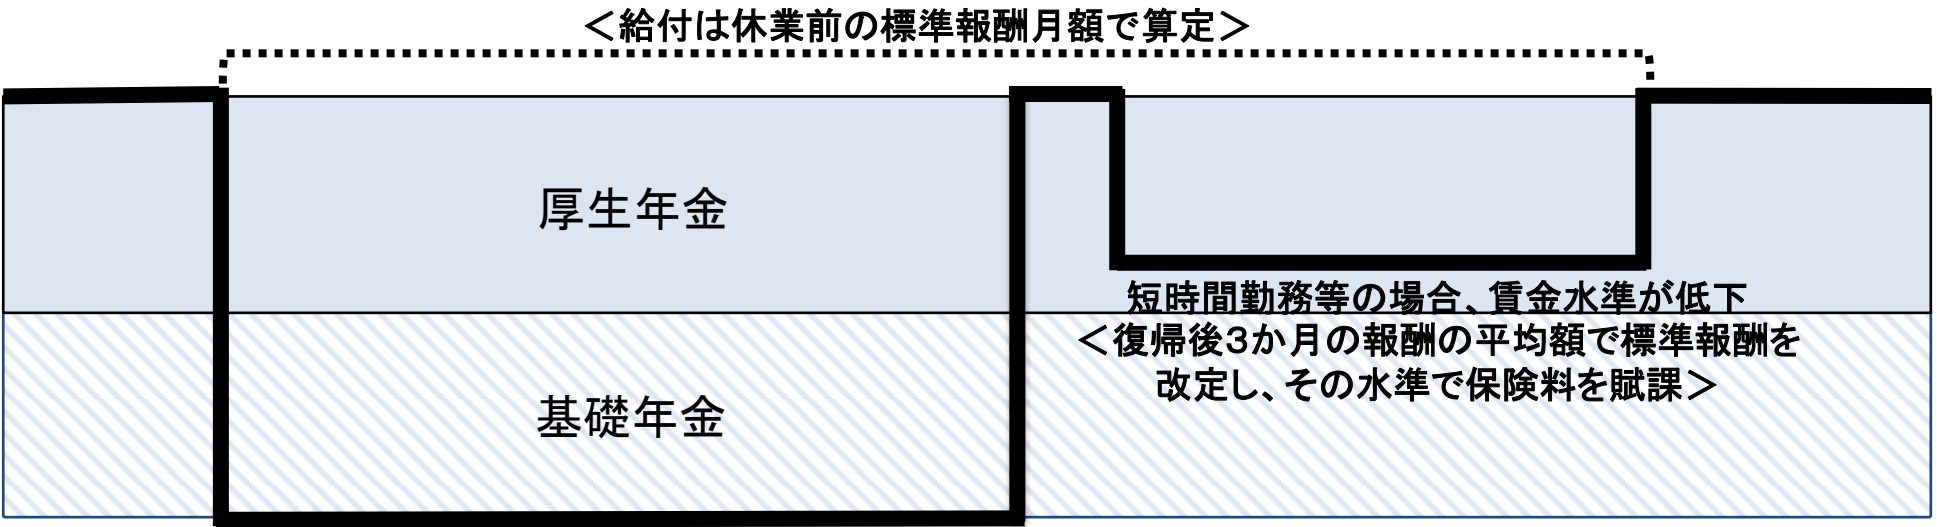 ＜給付は休業前の標準報酬月額で算定＞
厚生年金
短時間勤務等の場合、賃金水準が低下
＜復帰後３か月の報酬の平均額で標準報酬を
改定し、その水準で保険料を賦課＞
基礎年金